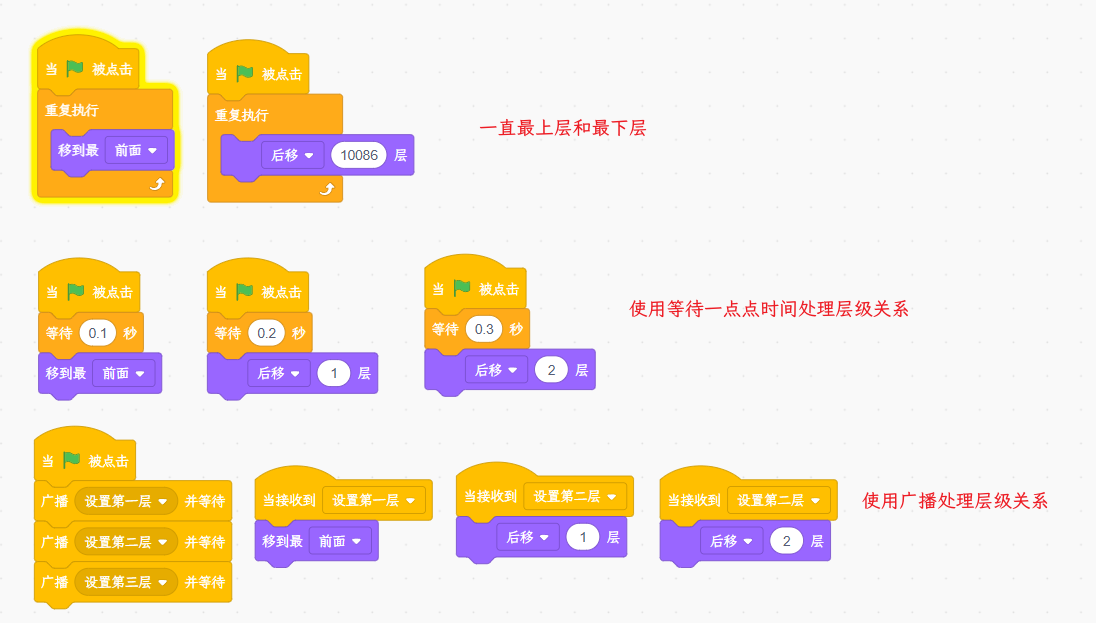 当 被点击
重复执行
移到最 前面
当 被点击
重复执行
后移 10086 层
一直最上层和最下层
当 被点击
等待 0.1 秒
移到最 前面
当 被点击
等待 0.2 秒
后移 1 层
当 被点击
等待 0.3 秒
后移 2 层
使用等待一点点时间处理层级关系
当 被点击
广播 设置第一层 并等待
广播 设置第二层 并等待
广播 设置第三层 并等待
当接收到 设置第一层
移到最 前面
当接收到 设置第二层
后移 1 层
当接收到 设置第二层
后移 2 层
使用广播处理层级关系